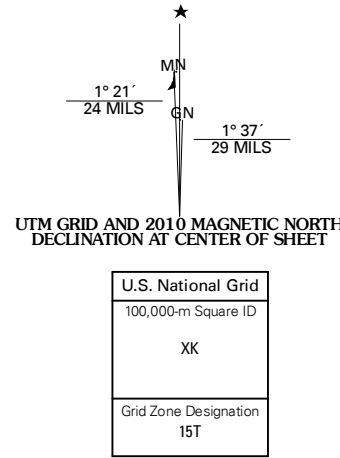 MN
1° 21´
24 MILS
GN
1° 37´
29 MILS
UTM GRID AND 2010 MAGNETIC NORTH
DECLINATION AT CENTER OF SHEET
U.S. National Grid
100,000-m Square ID
XK
Grid Zone Designation
15T